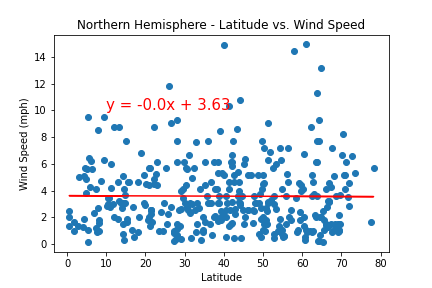 Northern Hemisphere - Latitude vs. Wind Speed
14
12
10
8
6
4
2
0
Wind Speed (mph)
y = -0.0x + 3.63
0 10 20 30 40 50 60 70 80
Latitude